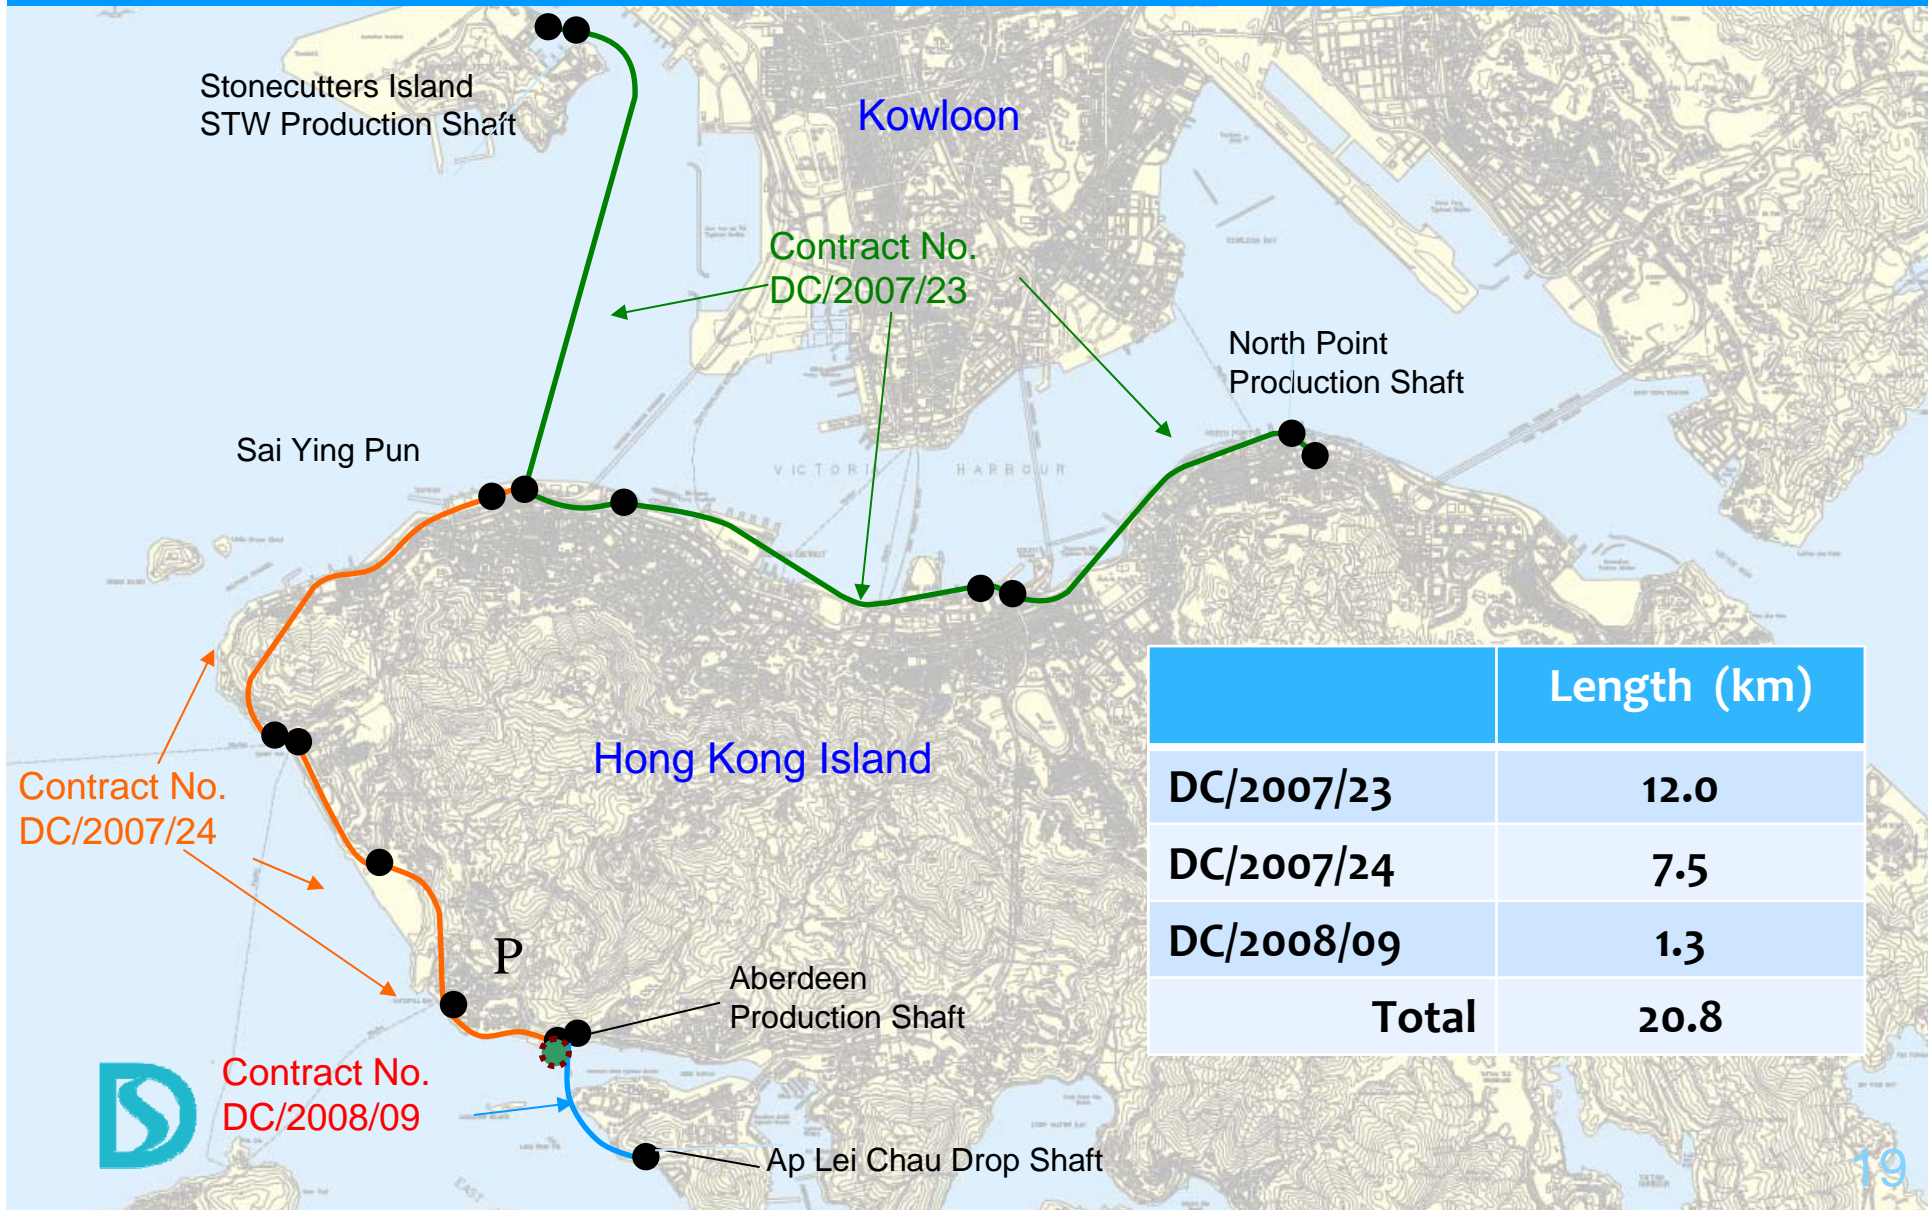 Stonecutters Island
STW Production Shaft
Kowloon
Contract No.
DC/2007/23
North Point
Production Shaft
Sai Ying Pun
VICTORIA HARBOUR
Length (km)
DC/2007/23 12.0
DC/2007/24 7.5
DC/2008/09 1.3
Total 20.8
Hong Kong Island
Contract No.
DC/2007/24
P
Aberdeen
Production Shaft
Contract No.
DC/2008/09
Ap Lei Chau Drop Shaft
19